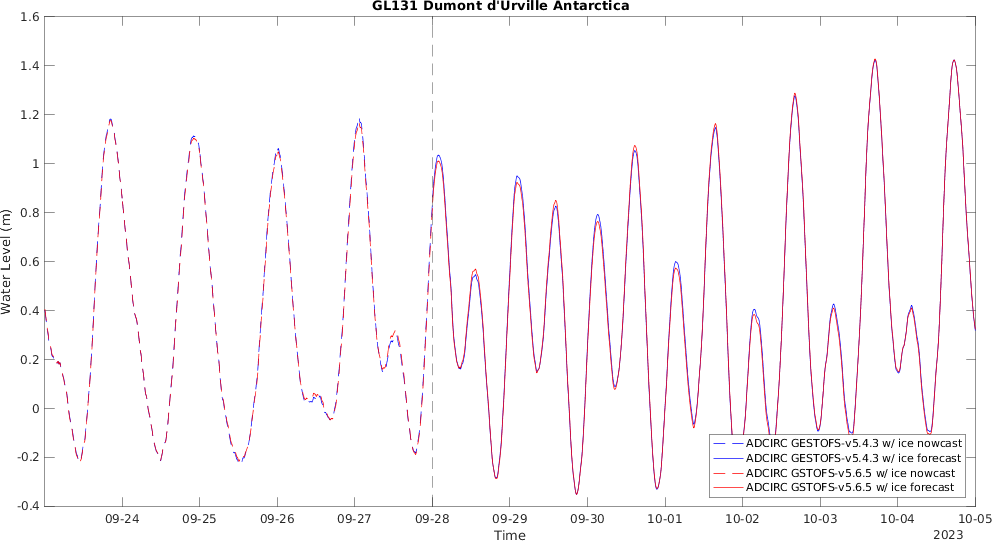 GL131 Dumont d'Urville Antarctica
1.6
1.4
1.2
1
0.8
0.6
0.4
0.2
0
-0.2
-0.4
Water Level (m)
ADCIRC GESTOFS-v5.4.3 w/ ice nowcast
ADCIRC GESTOFS-v5.4.3 w/ ice forecast
ADCIRC GSTOFS-v5.6.5 w/ ice nowcast
ADCIRC GSTOFS-v5.6.5 w/ ice forecast
09-24 09-25 09-26 09-27 09-28 09-29 09-30 10-01 10-02 10-03 10-04 10-05
Time
2023